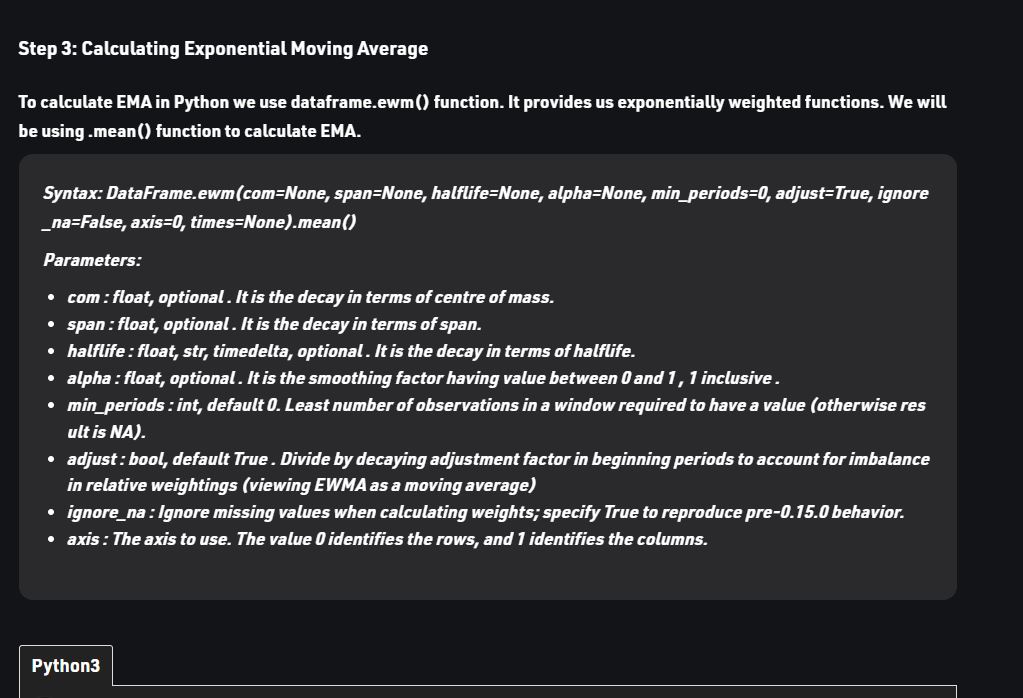 Step 3: Calculating Exponential Moving Average
To calculate EMA in Python we use dataframe.ewm() function. It provides us exponentially weighted functions. We will
be using .mean() function to calculate EMA.
Syntax: DataFrame.ewm(com=None, span=None, halflife=None, alpha=None, min_periods=0, adjust=True, ignore
_na=False, axis=0, times=None).mean()
Parameters:
• com : float, optional . It is the decay in terms of centre of mass.
• span : float, optional . It is the decay in terms of span.
• halflife : float, str, timedelta, optional . It is the decay in terms of halflife.
• alpha : float, optional . It is the smoothing factor having value between 0 and 1 , 1 inclusive .
• min_periods : int, default 0. Least number of observations in a window required to have a value (otherwise res
ult is NA).
• adjust : bool, default True . Divide by decaying adjustment factor in beginning periods to account for imbalance
in relative weightings (viewing EWMA as a moving average)
• ignore_na : Ignore missing values when calculating weights; specify True to reproduce pre-0.15.0 behavior.
• axis : The axis to use. The value 0 identifies the rows, and 1 identifies the columns.
Python3